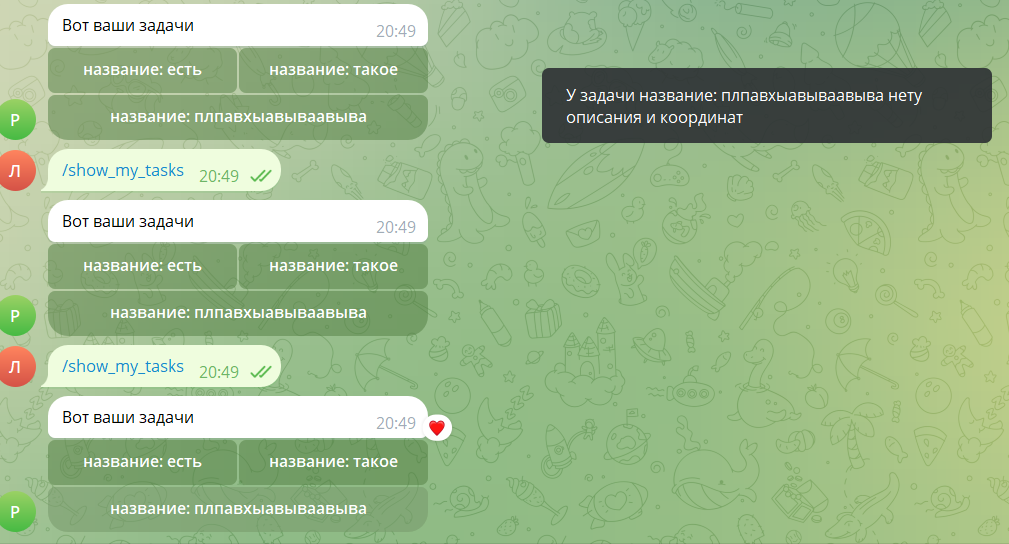 Вот ваши задачи
20:49
название: есть
название: такое
название: плпавхыавываавыва
Р
У задачи название: плпавхыавываавыва нету
описания и координат
Л
/show_my_tasks 20:49
Вот ваши задачи
20:49
название: есть
название: такое
название: плпавхыавываавыва
Р
Л
/show_my_tasks 20:49
Вот ваши задачи
20:49
название: есть
название: такое
название: плпавхыавываавыва
Р